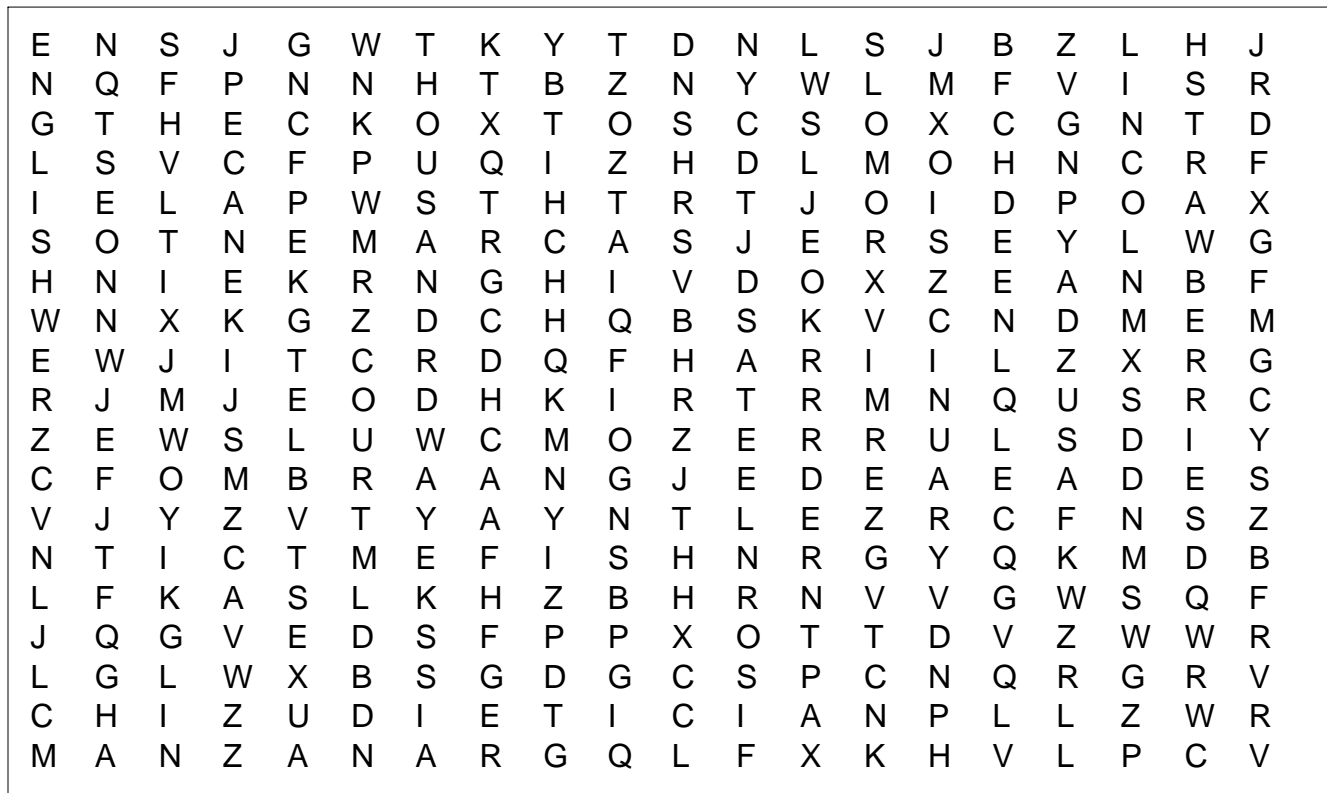 E N S J G W T K Y T D N L S J B Z L H J
N Q F P N N H T B Z N Y W L M F V I S R
G T H E C K O X T O S C S O X C G N T D
L S V C F P U Q I Z H D L M O H N C R F
I E L A P W S T H T R T J O I D P O A X
S O T N E M A R C A S J E R S E Y L W G
H N I E K R N G H I V D O X Z E A N B F
W N X K G Z D C H Q B S K V C N D M E M
E W J I T C R D Q F H A R I I L Z X R G
R J M J E O D H K I R T R M N Q U S R C
Z E W S L U W C M O Z E R R U L S D I Y
C F O M B R A A N G J E D E A E A D E S
V J Y Z V T Y A Y N T L E Z R C F N S Z
N T I C T M E F I S H N R G Y Q K M D B
L F K A S L K H Z B H R N V V G W S Q F
J Q G V E D S F P P X O T T D V Z W W R
L G L W X B S G D G C S P C N Q R G R V
C H I Z U D I E T I C I A N P L L Z W R
M A N Z A N A R G Q L F X K H V L P C V